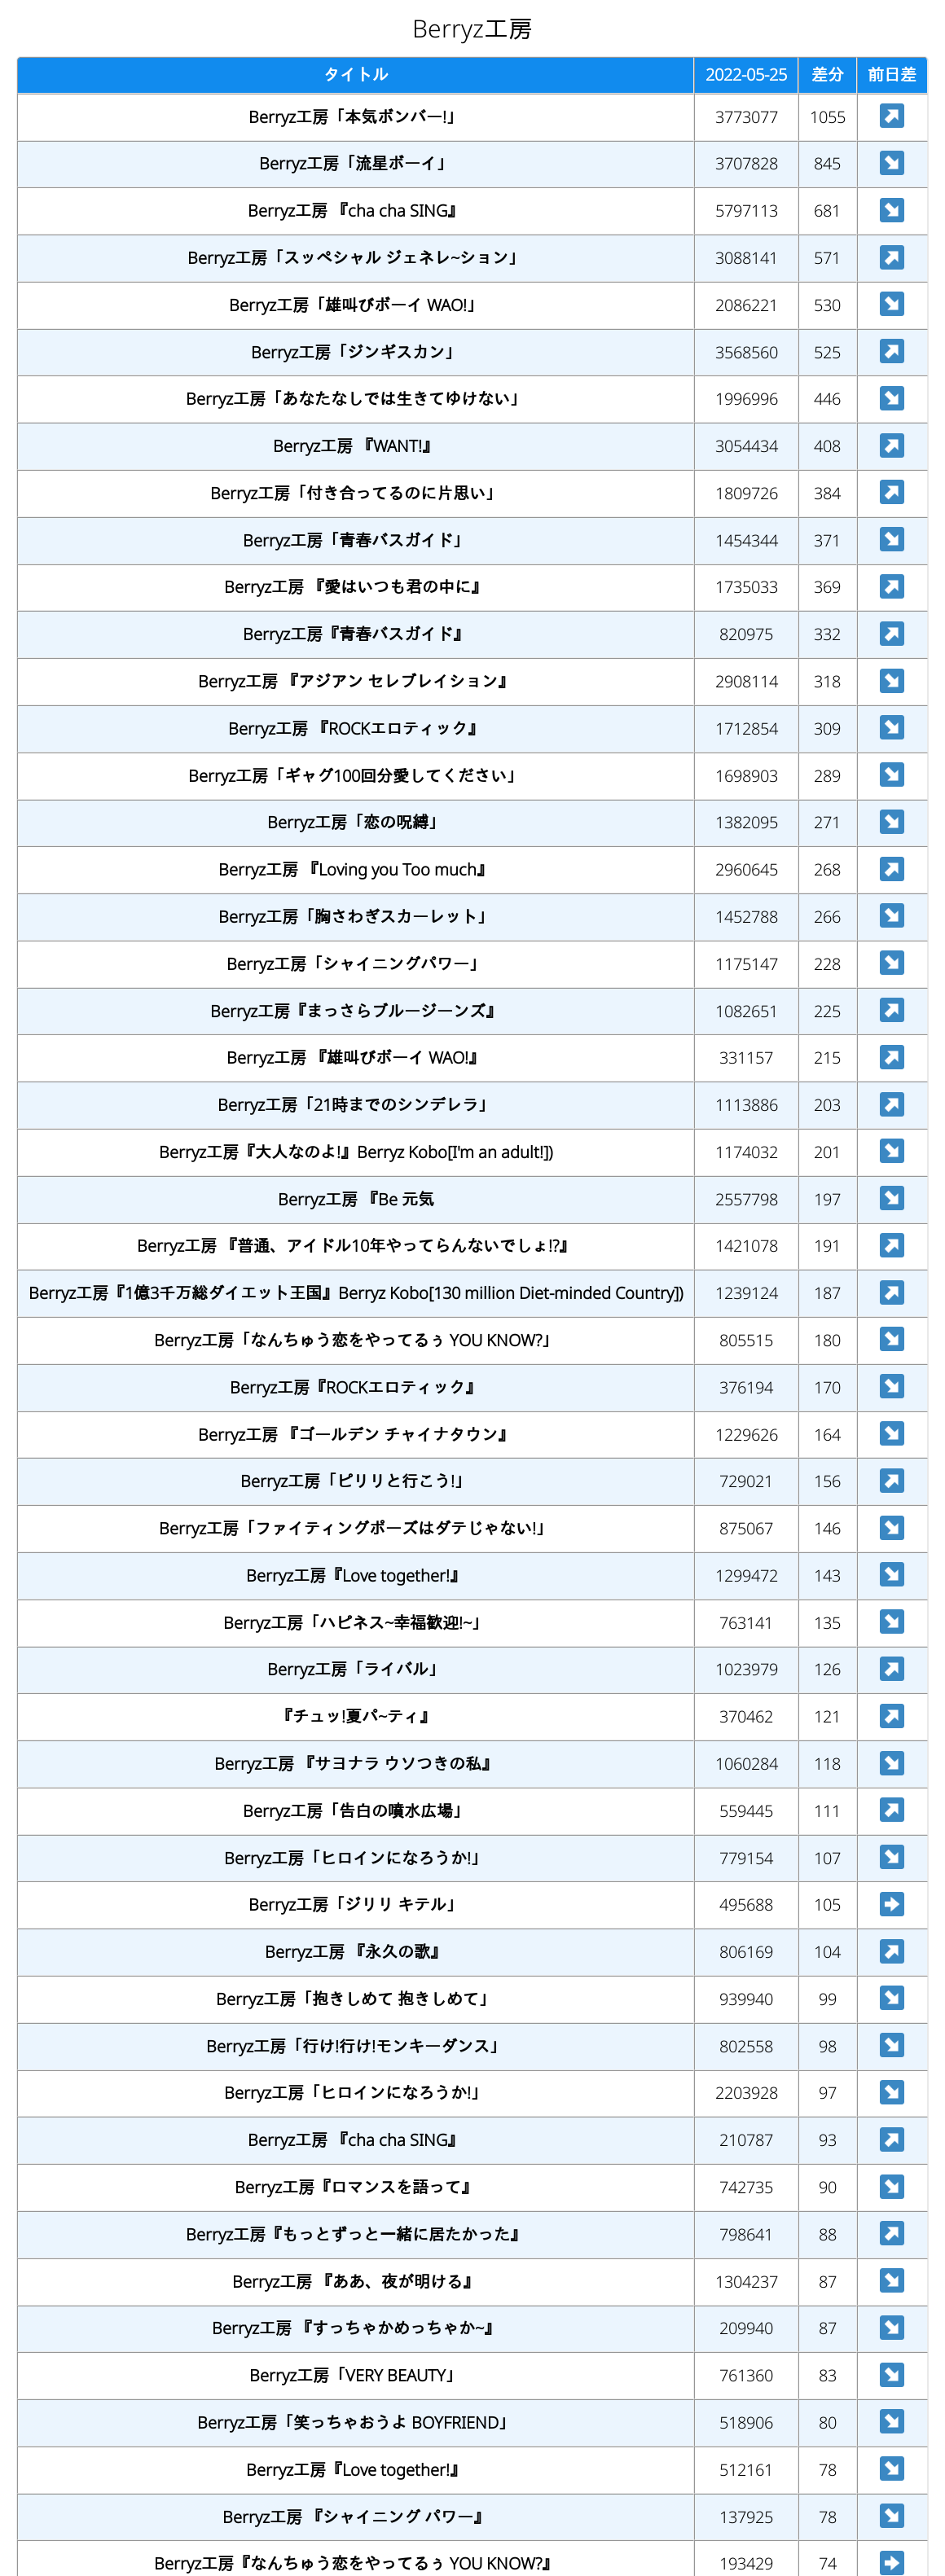 Berryz工房
タイトル 2022-05-25 差分 前日差
Berryz工房「本気ボンバー!」 3773077 1055 ↗
Berryz工房「流星ボーイ」 3707828 845 ↘
Berryz工房 『cha cha SING』 5797113 681 ↘
Berryz工房「スッペシャル ジェネレ~ション」 3088141 571 ↗
Berryz工房「雄叫びボーイ WAO!」 2086221 530 ↘
Berryz工房「ジンギスカン」 3568560 525 ↗
Berryz工房「あなたなしでは生きてゆけない」 1996996 446 ↘
Berryz工房 『WANT!』 3054434 408 ↗
Berryz工房「付き合ってるのに片思い」 1809726 384 ↗
Berryz工房「青春バスガイド」 1454344 371 ↘
Berryz工房 『愛はいつも君の中に』 1735033 369 ↗
Berryz工房『青春バスガイド』 820975 332 ↗
Berryz工房 『アジアン セレブレイション』 2908114 318 ↘
Berryz工房 『ROCKエロティック』 1712854 309 ↘
Berryz工房「ギャグ100回分愛してください」 1698903 289 ↘
Berryz工房「恋の呪縛」 1382095 271 ↘
Berryz工房 『Loving you Too much』 2960645 268 ↗
Berryz工房「胸さわぎスカーレット」 1452788 266 ↘
Berryz工房「シャイニングパワー」 1175147 228 ↘
Berryz工房『まっさらブルージーンズ』 1082651 225 ↗
Berryz工房 『雄叫びボーイ WAO!』 331157 215 ↗
Berryz工房「21時までのシンデレラ」 1113886 203 ↗
Berryz工房『大人なのよ!』Berryz Kobo[I'm an adult!]) 1174032 201 ↘
Berryz工房 『Be 元気 2557798 197 ↘
Berryz工房 『普通、アイドル10年やってらんないでしょ!?』 1421078 191 ↗
Berryz工房『1億3千万総ダイエット王国』Berryz Kobo[130 million Diet-minded Country]) 1239124 187 ↗
Berryz工房「なんちゅう恋をやってるぅ YOU KNOW?」 805515 180 ↘
Berryz工房『ROCKエロティック』 376194 170 ↘
Berryz工房 『ゴールデン チャイナタウン』 1229626 164 ↘
Berryz工房「ピリリと行こう!」 729021 156 ↗
Berryz工房「ファイティングポーズはダテじゃない!」 875067 146 ↘
Berryz工房『Love together!』 1299472 143 ↘
Berryz工房「ハピネス~幸福歓迎!~」 763141 135 ↘
Berryz工房「ライバル」 1023979 126 ↗
『チュッ!夏パ~ティ』 370462 121 ↗
Berryz工房 『サヨナラ ウソつきの私』 1060284 118 ↘
Berryz工房「告白の噴水広場」 559445 111 ↗
Berryz工房「ヒロインになろうか!」 779154 107 ↘
Berryz工房「ジリリ キテル」 495688 105 ➡
Berryz工房 『永久の歌』 806169 104 ↗
Berryz工房「抱きしめて 抱きしめて」 939940 99 ↘
Berryz工房「行け!行け!モンキーダンス」 802558 98 ↘
Berryz工房「ヒロインになろうか!」 2203928 97 ↘
Berryz工房 『cha cha SING』 210787 93 ↗
Berryz工房『ロマンスを語って』 742735 90 ↘
Berryz工房『もっとずっと一緒に居たかった』 798641 88 ↗
Berryz工房 『ああ、夜が明ける』 1304237 87 ↘
Berryz工房 『すっちゃかめっちゃか~』 209940 87 ↘
Berryz工房「VERY BEAUTY」 761360 83 ↘
Berryz工房「笑っちゃおうよ BOYFRIEND」 518906 80 ↘
Berryz工房『Love together!』 512161 78 ↘
Berryz工房 『シャイニング パワー』 137925 78 ↘
Berryz工房『なんちゅう恋をやってるぅ YOU KNOW?』 193429 74 ➡